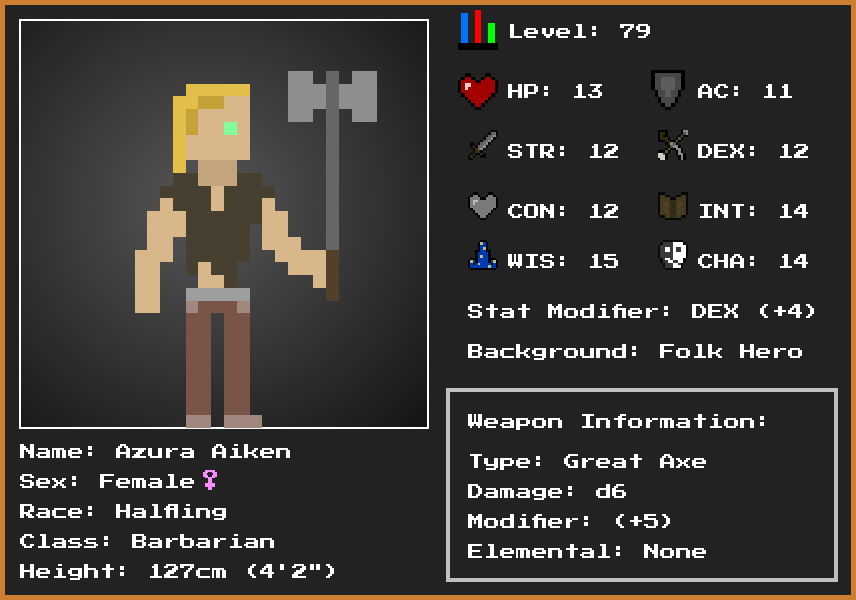 Level: 79
HP: 13
AC: 11
STR: 12
DEX: 12
CON: 12
INT: 14
WIS: 15
CHA: 14
Stat Modifier: DEX (+4)
Background: Folk Hero
Weapon Information:
Type: Great Axe
Damage: d6
Modifier: (+5)
Elemental: None
Name: Azura Aiken
Sex: Female♀
Race: Halfling
Class: Barbarian
Height: 127cm (4'2")